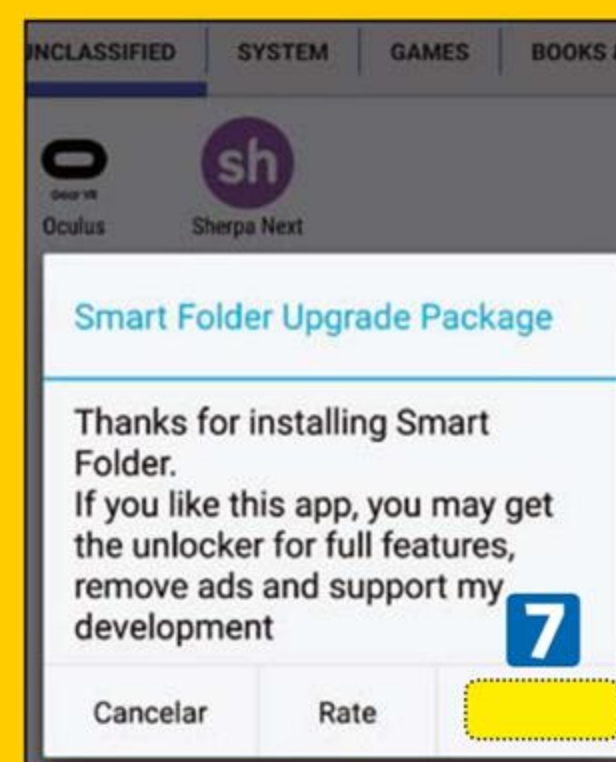 UNCLASSIFIED SYSTEM GAMES BOOKS &
sh
Gear VR
Oculus Sherpa Next
Smart Folder Upgrade Package
Thanks for installing Smart
Folder.
If you like this app, you may get
the unlocker for full features,
remove ads and support my
development
7
Cancelar Rate